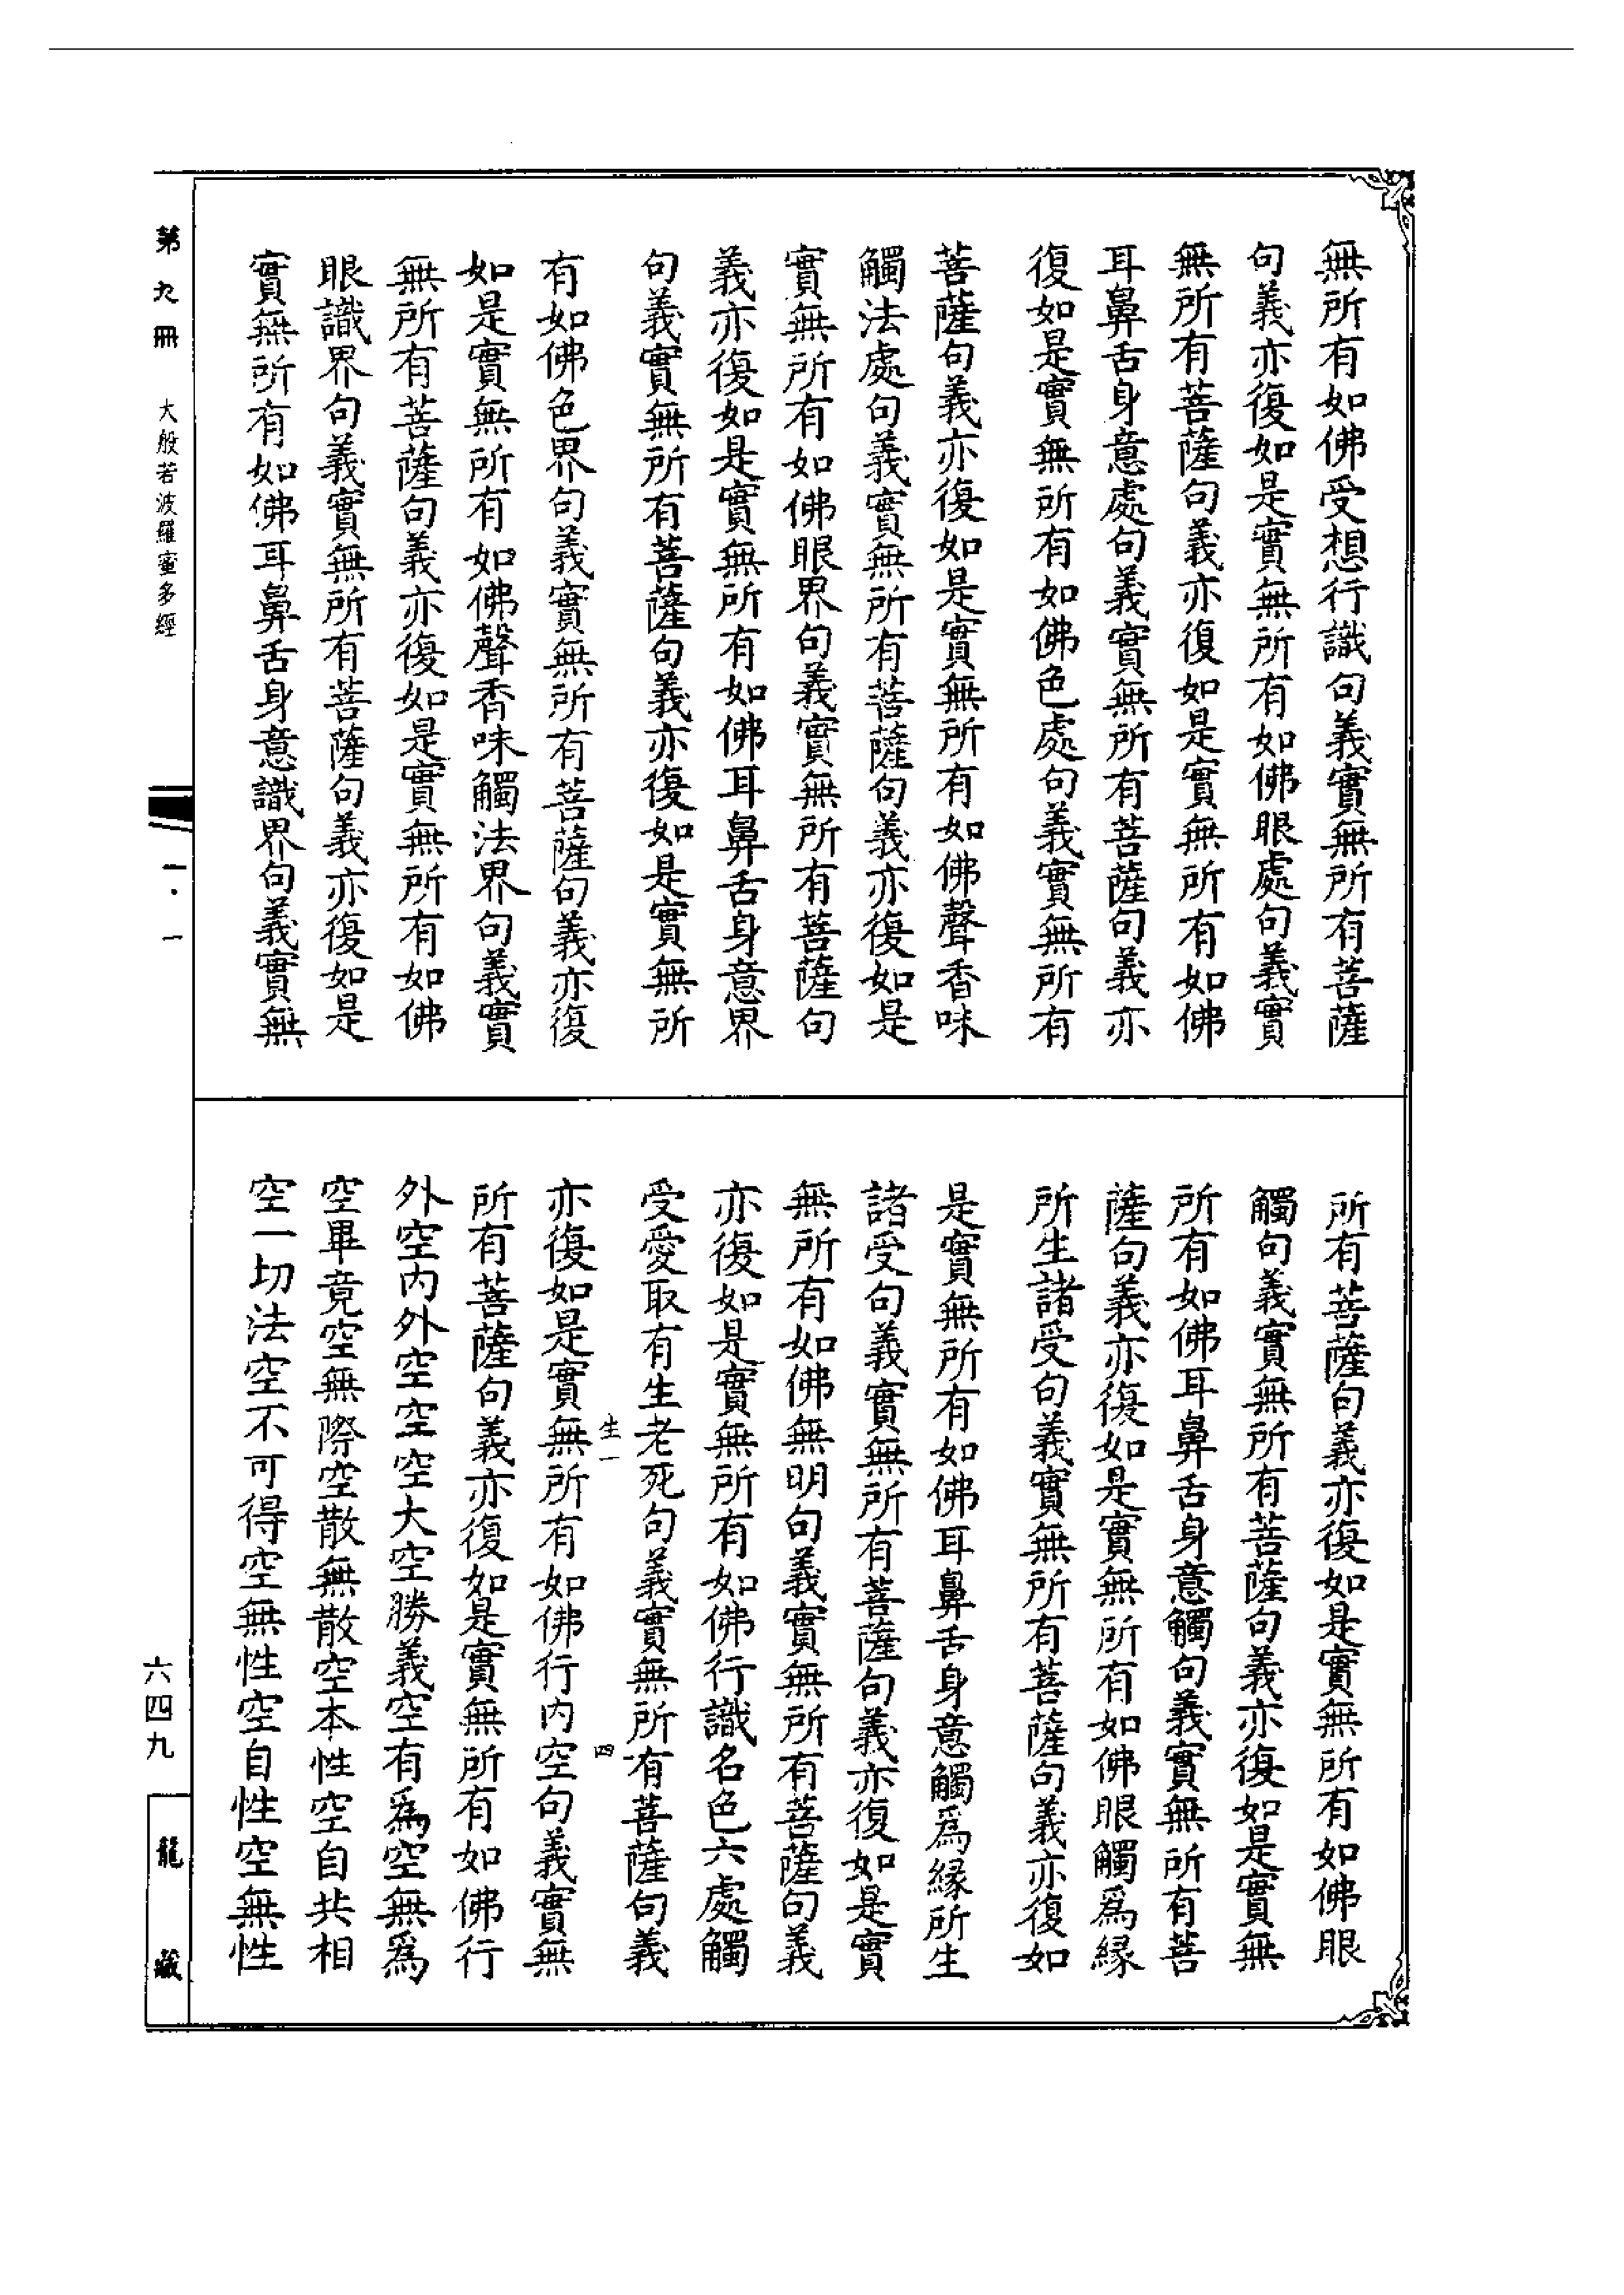 無所有如佛受想行識句義實無所有菩薩
句義亦復如是實無所有如佛眼處句義實
無所有菩薩句義亦復如是實無所有如佛
耳鼻舌身意處句義實無所有菩薩句義亦
復如是實無所有如佛色處句義實無所有
菩薩句義亦復如是實無所有如佛聲香味
觸法處句義實無所有菩薩句義亦復如是
實無所有如佛眼界句義實無所有菩薩句
義亦復如是實無所有如佛耳鼻舌身意界
句義實無所有菩薩句義亦復如是實無所
有如佛色界句義實無所有菩薩句義亦復
如是實無所有如佛聲香味觸法界句義實
無所有菩薩句義亦復如是實無所有如佛
眼識界句義實無所有菩薩句義亦復如是
實無所有如佛耳鼻舌身意識界句義實無
所有菩薩句義亦復如是實無所有如佛眼
觸句義實無所有菩薩句義亦復如是實無
所有如佛耳鼻舌身意觸句義實無所有菩
薩句義亦復如是實無所有如佛眼觸爲緣
所生諸受句義實無所有菩薩句義亦復如
是實無所有如佛耳鼻舌身意觸爲緣所生
諸受句義實無所有菩薩句義亦復如是實
無所有如佛無明句義實無所有菩薩句義
亦復如是實無所有如佛行識名色六處觸
受愛取有生老死句義實無所有菩薩句義
生一 四
亦復如是實無所有如佛行內空句義實無
所有菩薩句義亦復如是實無所有如佛行
外空內外空空空大空勝義空有爲空無爲
空畢竟空無際空散無散空本性空自共相
空一切法空不可得空無性空自性空無性
第九冊 大般若波羅蜜多經 一・一 六四九 龍藏